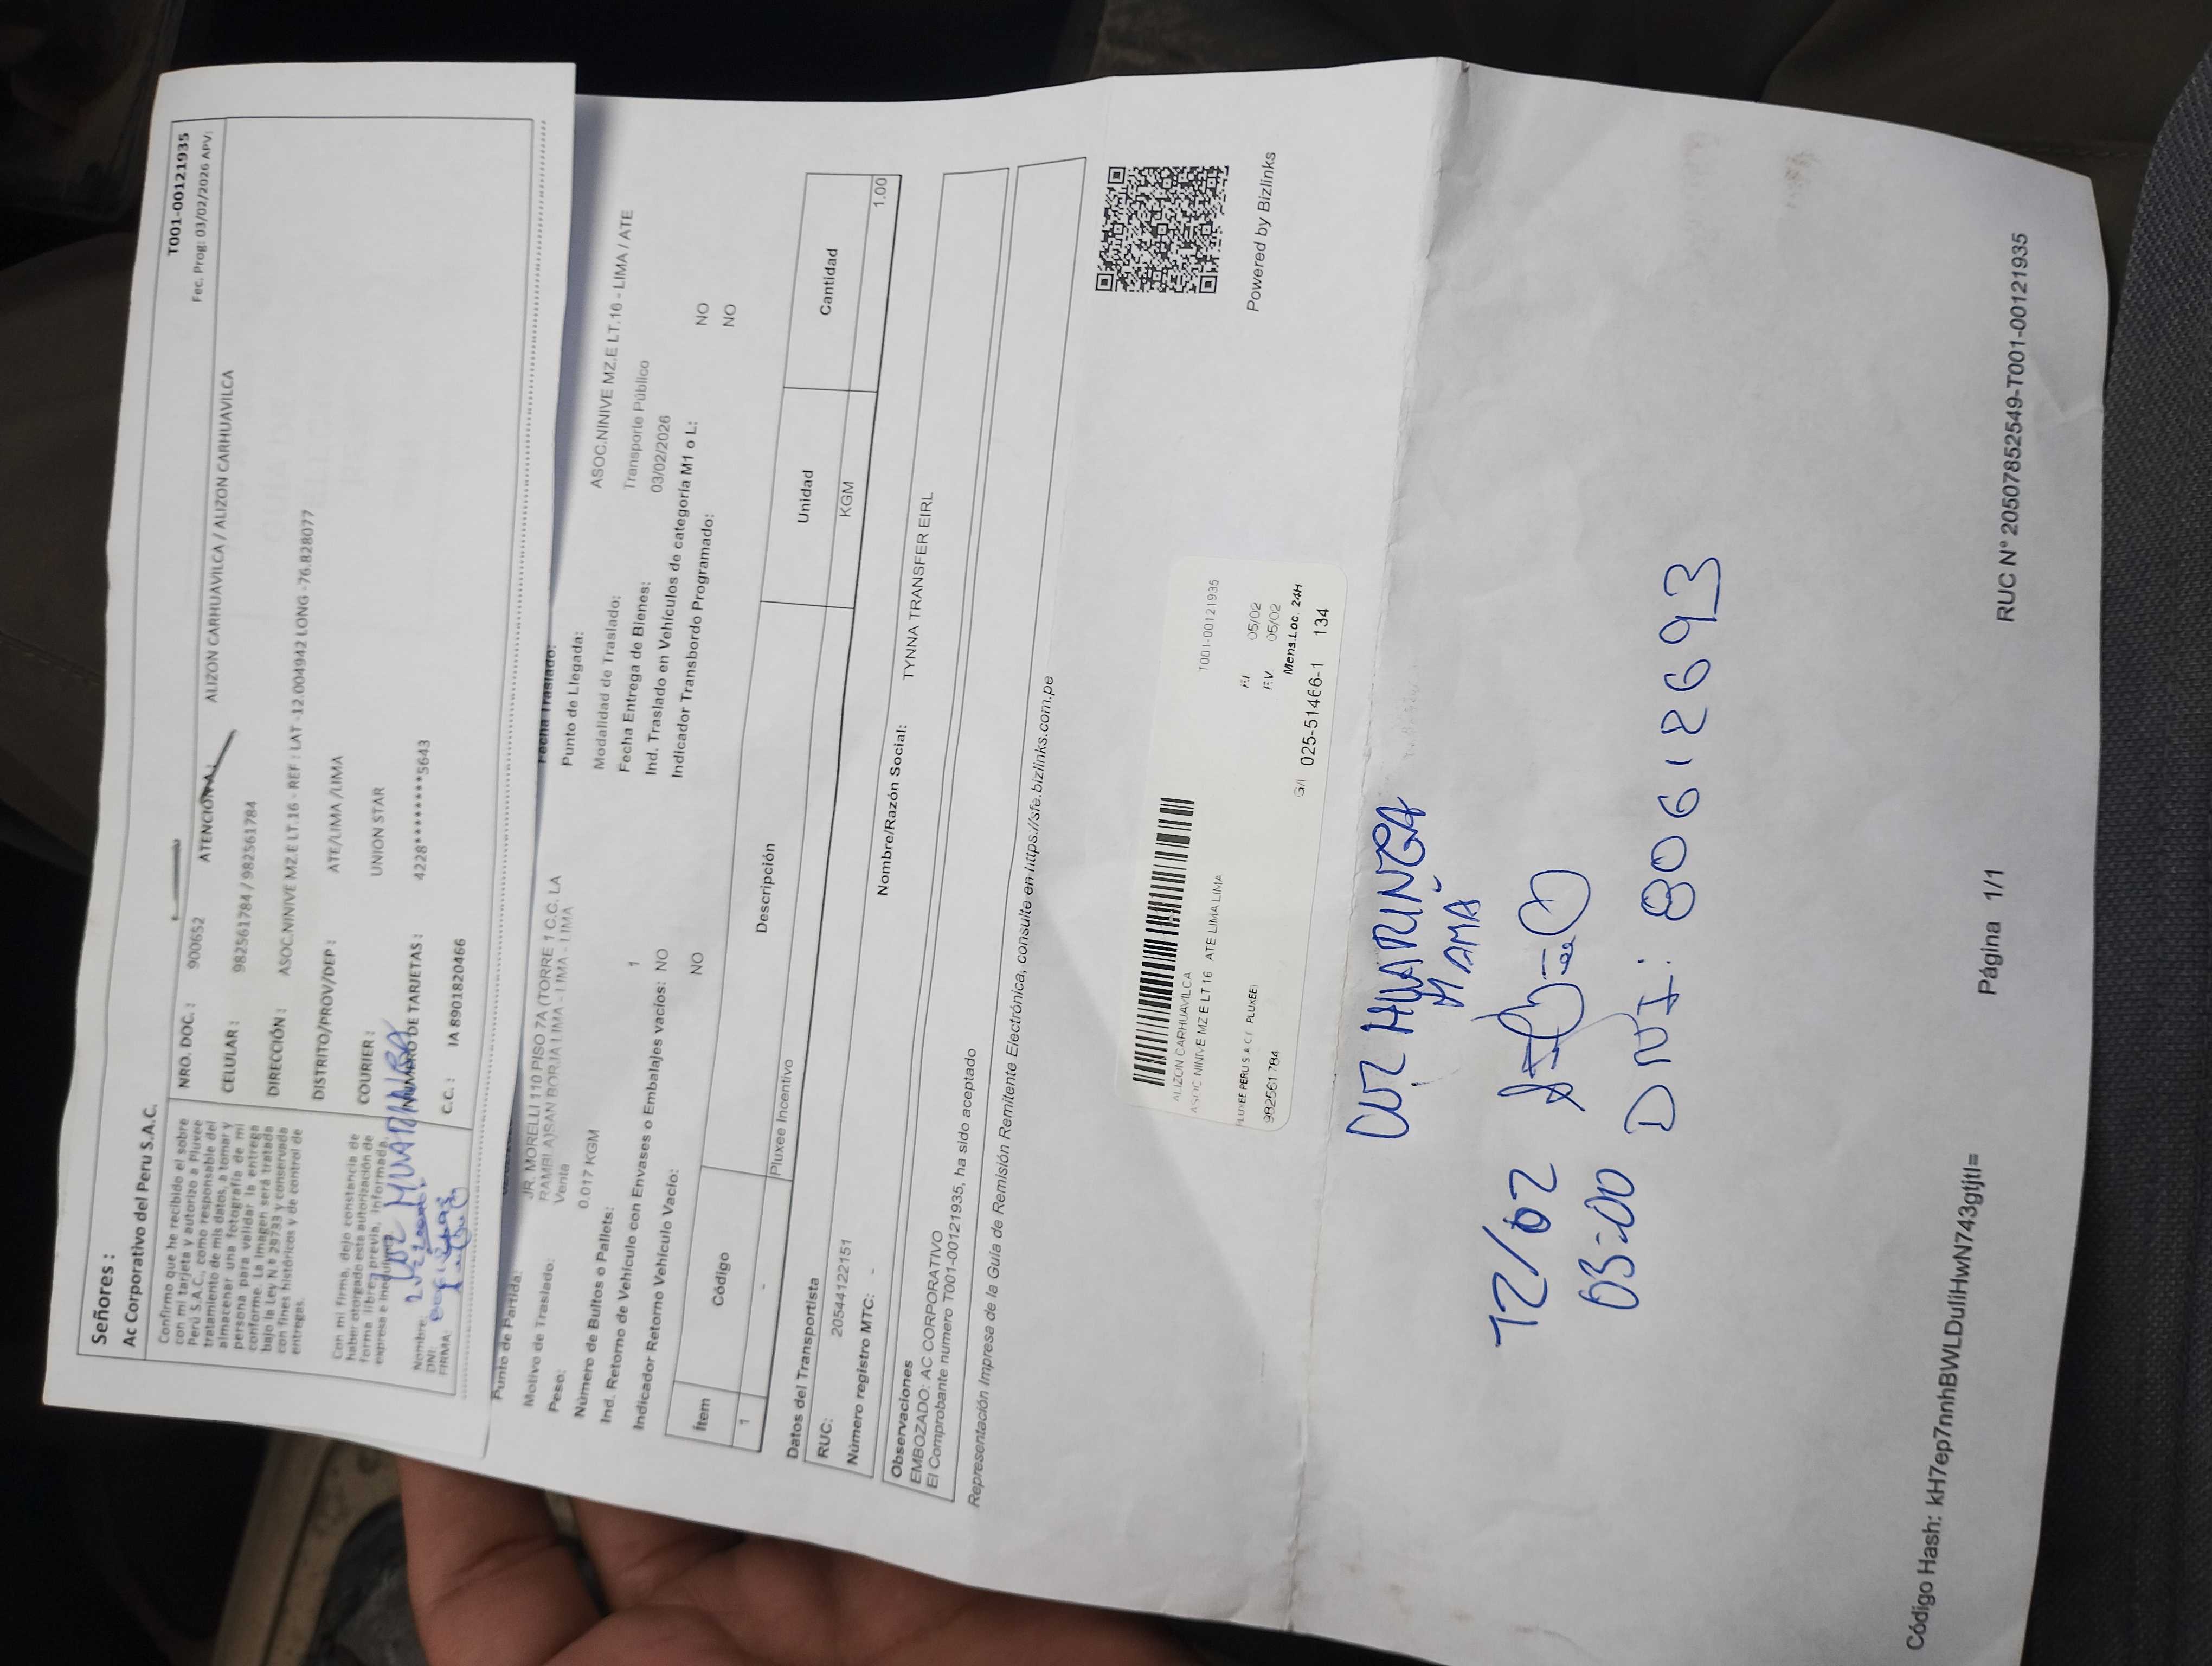 T001-00121935
Fec. Prog: 03/02/2026 APV:
Señores :
Ac Corporativo del Peru S.A.C.
Confirmo que he recibido el sobre
con mi tarjeta y autorizo a Pluxee
Perú S.A.C., como responsable del
tratamiento de mis datos, a tomar y
almacenar una fotografía de mi
persona para validar la entrega
conforme. La imagen será tratada
bajo la Ley N.º 29733 y conservada
con fines históricos y de control de
entregas.
Con mi firma, dejo constancia de
haber otorgado esta autorización de
forma libre, previa, informada,
expresa e inequívoca.
Nombre:
DNI:
FIRMA:
NRO. DOC. : 900652 ATENCION A : ALIZON CARHUAVILCA / ALIZON CARHUAVILCA
CELULAR : 982561784 / 982561784
DIRECCIÓN : ASOC.NINIVE MZ.E LT.16 - REF : LAT -12.004942 LONG -76.828077
DISTRITO/PROV/DEP : ATE/LIMA /LIMA
COURIER : UNION STAR
NUMERO DE TARJETAS : 4228********5643
C.C. : IA 8901820466
Fecha Traslado:
Punto de Partida: JR. MORELLI 110 PISO 7A (TORRE 1 C.C. LA
RAMBLA)SAN BORJA LIMA - LIMA - LIMA
Punto de Llegada: ASOC.NINIVE MZ.E LT.16 - LIMA / ATE
Motivo de Traslado: Venta
Modalidad de Traslado: Transporte Público
Peso: 0.017 KGM
Fecha Entrega de Bienes: 03/02/2026
Número de Bultos o Pallets: 1
Ind. Traslado en Vehículos de categoría M1 o L: NO
Ind. Retorno de Vehículo con Envases o Embalajes vacíos: NO
Indicador Transbordo Programado: NO
Indicador Retorno Vehículo Vacío: NO
Ítem Código Descripción Unidad Cantidad
1 - Pluxee Incentivo KGM 1.00
Datos del Transportista
RUC: 20544122151 Nombre/Razón Social: TYNNA TRANSFER EIRL
Número registro MTC: -
Observaciones
EMBOZADO: AC CORPORATIVO
El Comprobante numero T001-00121935, ha sido aceptado
Representación Impresa de la Guía de Remisión Remitente Electrónica, consulte en https://sfe.bizlinks.com.pe
Powered by Bizlinks
ALIZON CARHUAVILCA T001-00121935
ASOC NINIVE MZ E LT 16 ATE LIMA LIMA
F.I. 05/02
F.V. 05/02
PLUXEE PERU S.A.C ( PLUXEE)
Mens.Loc. 24H
982561784
G/I 025-51466-1 134
LUZ HUARINGA
MAMÁ
12/02
03:00
DNI: 80612693
Código Hash: kH7ep7nnhBWLDuIiHwN743gtjtI=
Página 1/1
RUC N° 20507852549-T001-00121935